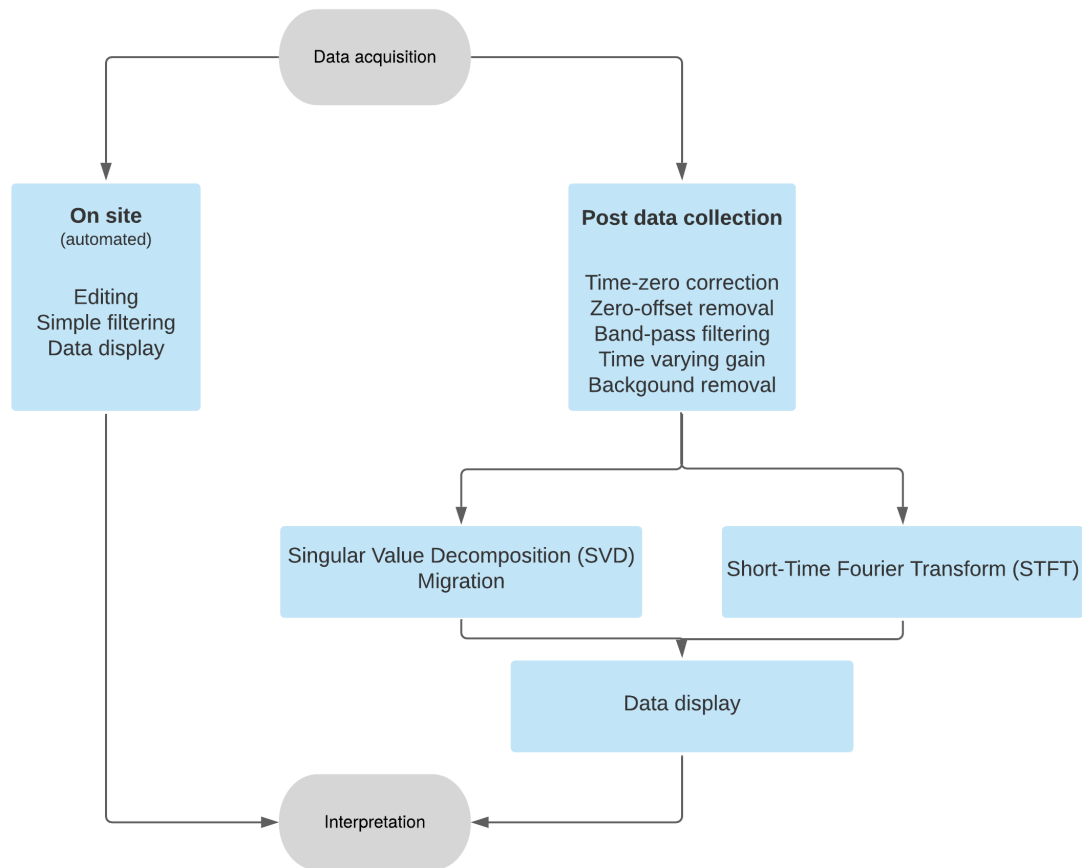 Data acquisition
On site
(automated)
Editing
Simple filtering
Data display
Post data collection
Time-zero correction
Zero-offset removal
Band-pass filtering
Time varying gain
Backgound removal
Singular Value Decomposition (SVD)
Migration
Short-Time Fourier Transform (STFT)
Data display
Interpretation